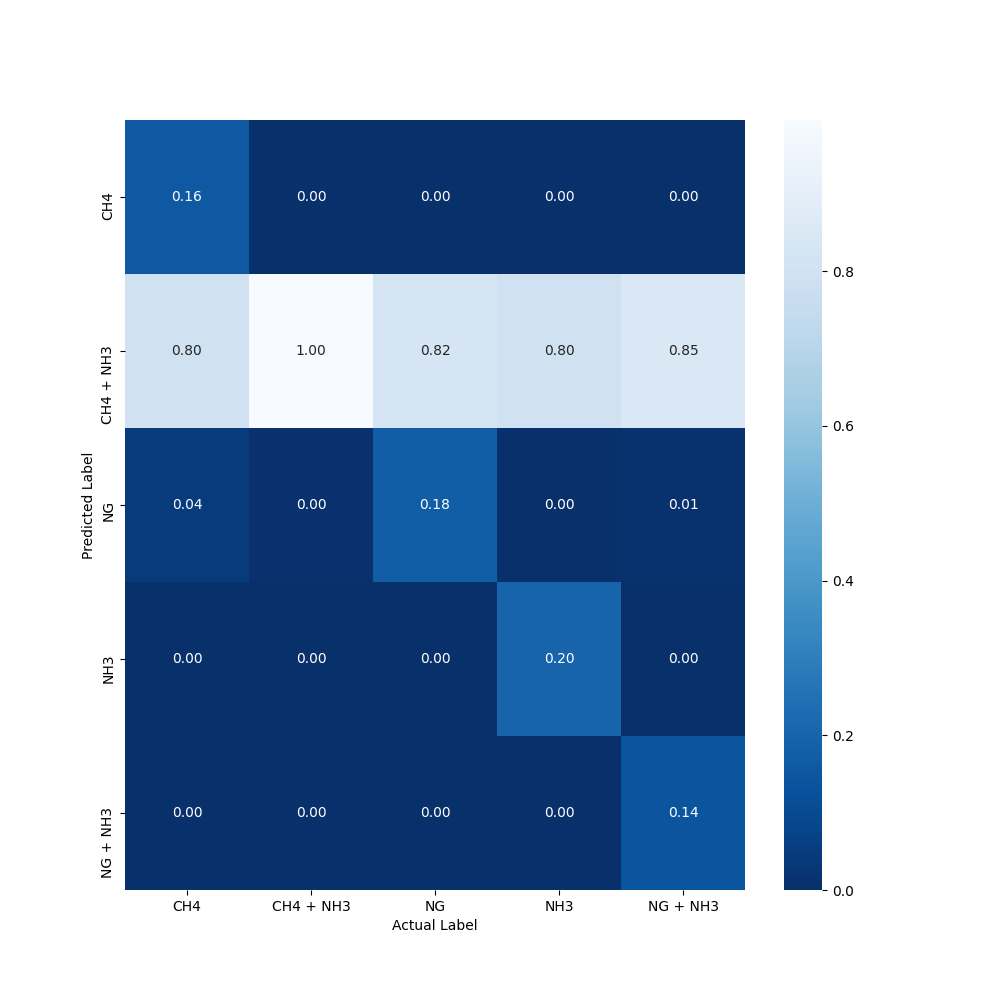 CH4
0.16 0.00 0.00 0.00 0.00
CH4 + NH3
0.80 1.00 0.82 0.80 0.85
NG
0.04 0.00 0.18 0.00 0.01
NH3
0.00 0.00 0.00 0.20 0.00
NG + NH3
0.00 0.00 0.00 0.00 0.14
Predicted Label
CH4 CH4 + NH3 NG NH3 NG + NH3
Actual Label
0.8
0.6
0.4
0.2
0.0